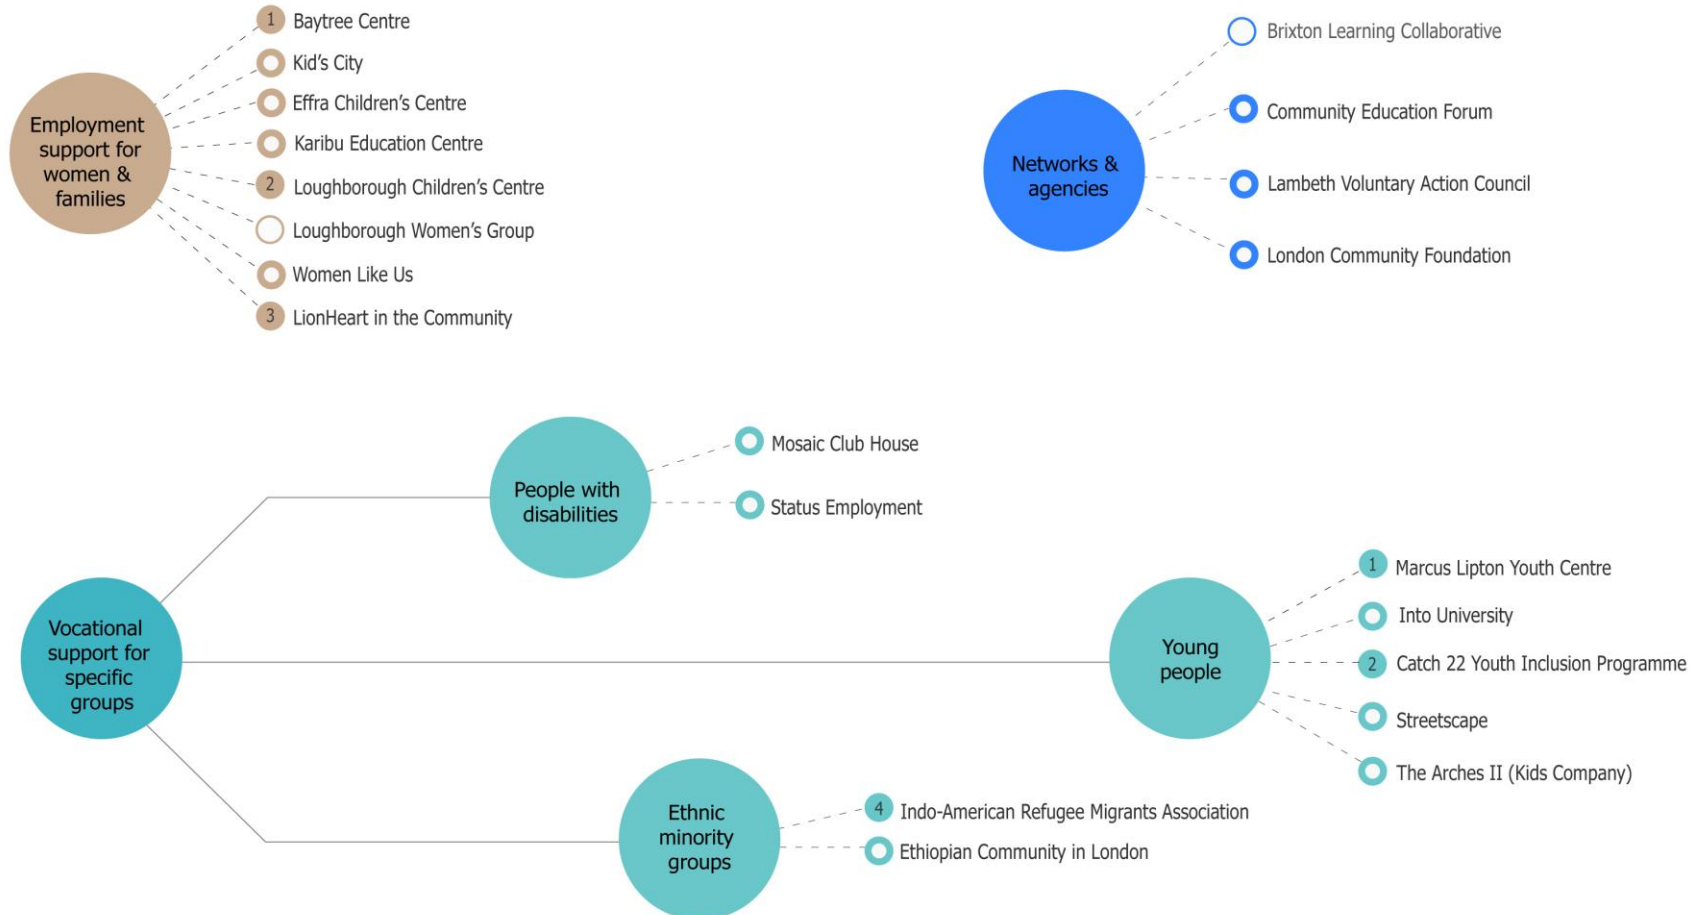 Employment
support for
women &
families
1 Baytree Centre
Kid's City
Effra Children's Centre
Karibu Education Centre
2 Loughborough Children's Centre
Loughborough Women's Group
Women Like Us
3 LionHeart in the Community
Networks &
agencies
Brixton Learning Collaborative
Community Education Forum
Lambeth Voluntary Action Council
London Community Foundation
Vocational
support for
specific
groups
People with
disabilities
Mosaic Club House
Status Employment
Young
people
1 Marcus Lipton Youth Centre
Into University
2 Catch 22 Youth Inclusion Programme
Streetscape
The Arches II (Kids Company)
Ethnic
minority
groups
4 Indo-American Refugee Migrants Association
Ethiopian Community in London